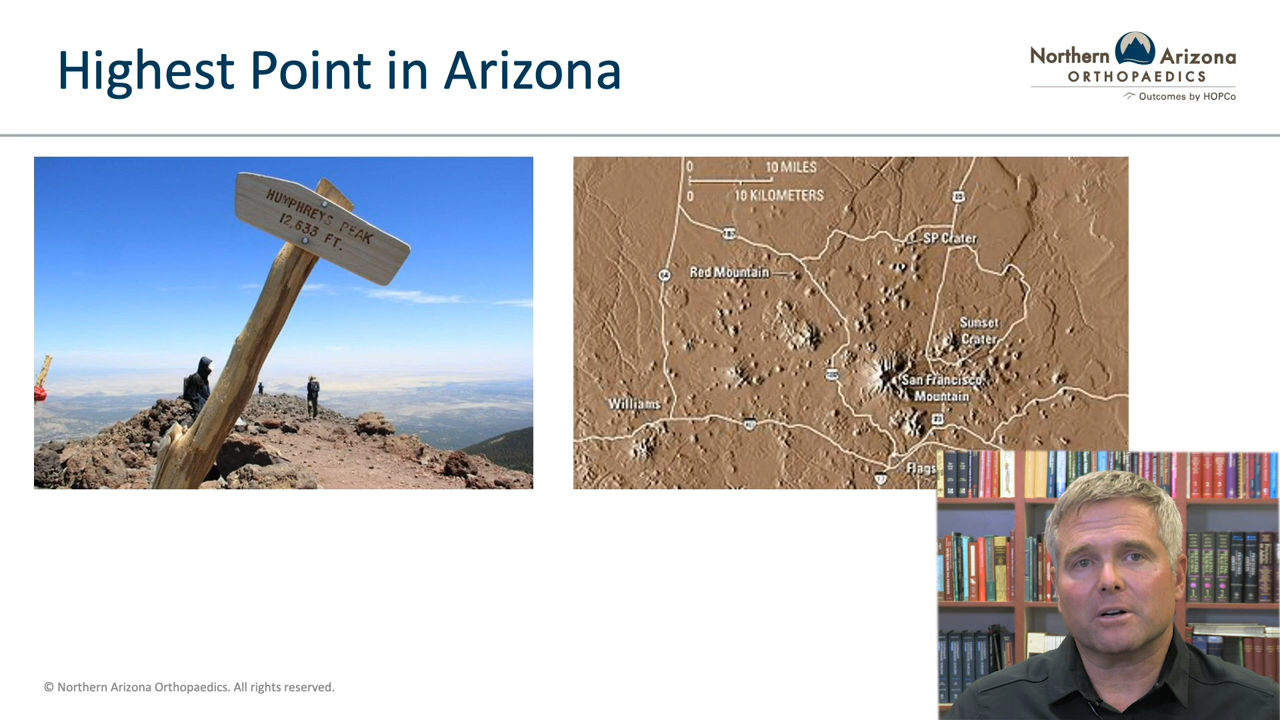 Highest Point in Arizona
Northern Arizona
ORTHOPAEDICS
Outcomes by HOPCo
HUMPHREYS PEAK
12,633 FT.
0 10 MILES
0 10 KILOMETERS
SP Crater
Red Mountain
Sunset
Crater
San Francisco
Mountain
Williams
Flags
© Northern Arizona Orthopaedics. All rights reserved.